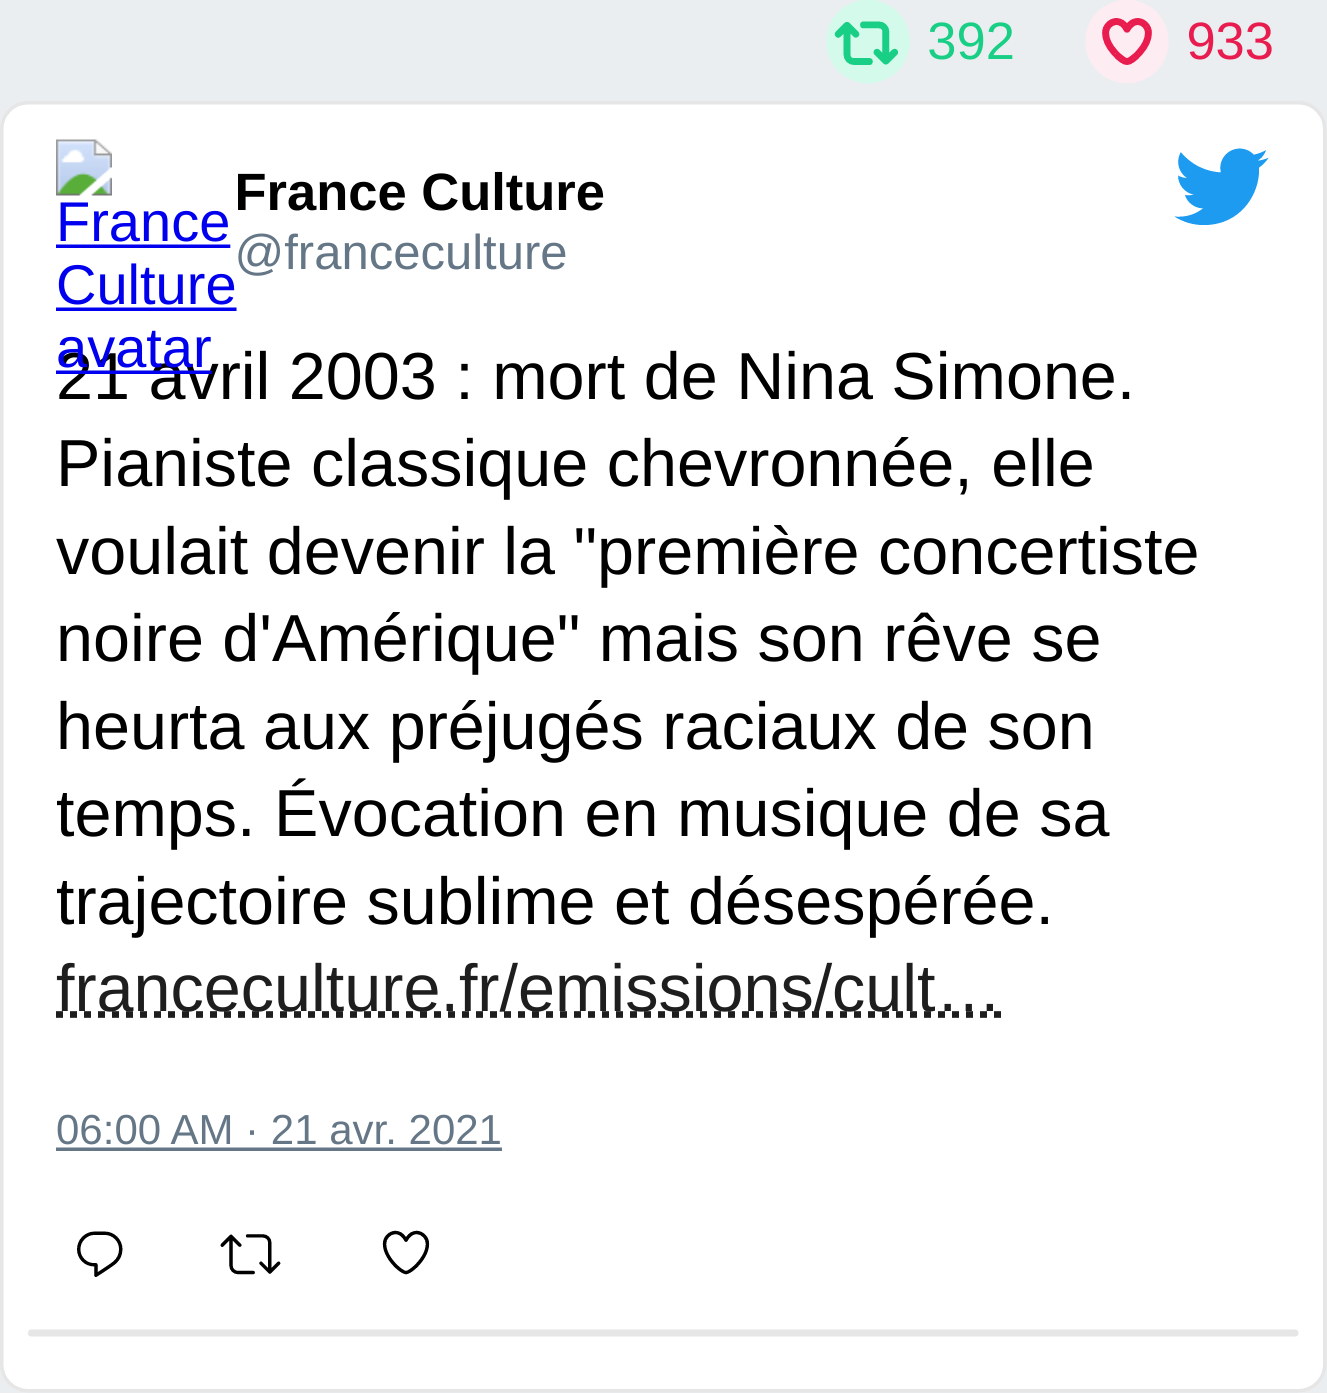 392 933
France Culture avatar
France Culture
@franceculture
21 avril 2003 : mort de Nina Simone.
Pianiste classique chevronnée, elle
voulait devenir la "première concertiste
noire d'Amérique" mais son rêve se
heurta aux préjugés raciaux de son
temps. Évocation en musique de sa
trajectoire sublime et désespérée.
franceculture.fr/emissions/cult…
06:00 AM · 21 avr. 2021